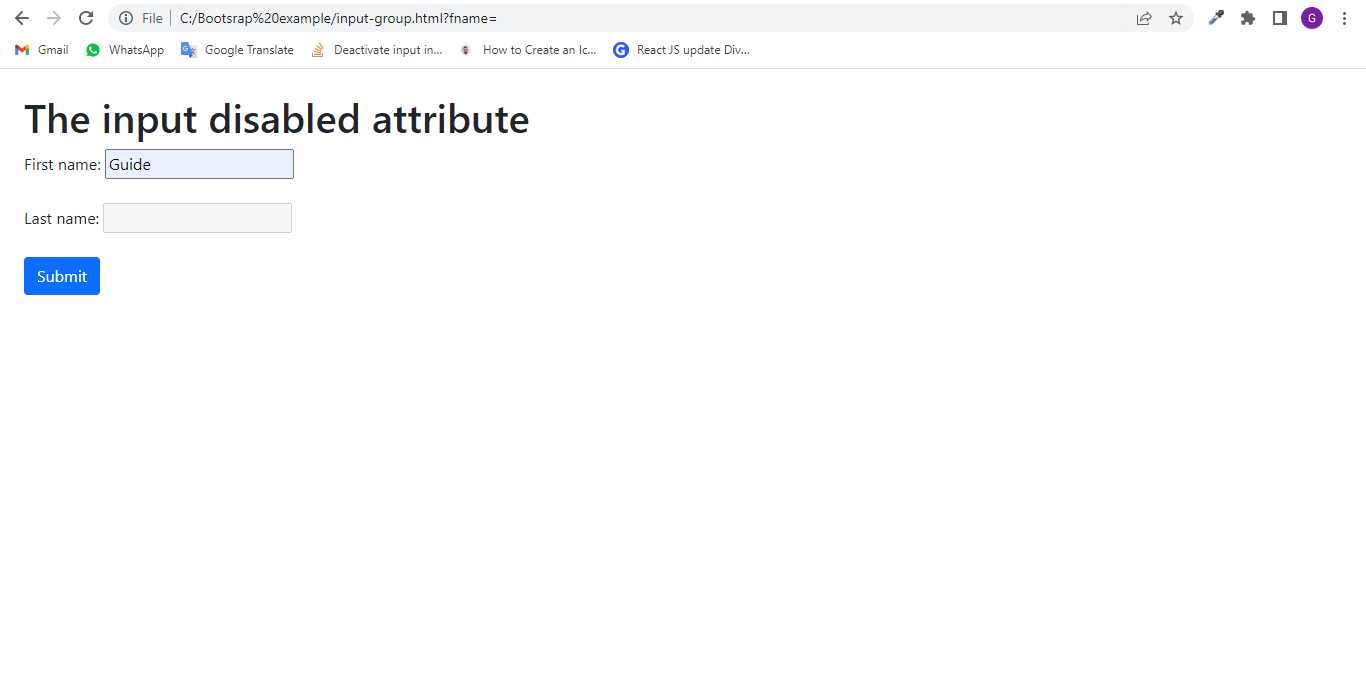 File C:/Bootsrap%20example/input-group.html?fname=
G
Gmail WhatsApp Google Translate Deactivate input in... How to Create an Ic... React JS update Div...
The input disabled attribute
First name: Guide
Last name:
Submit